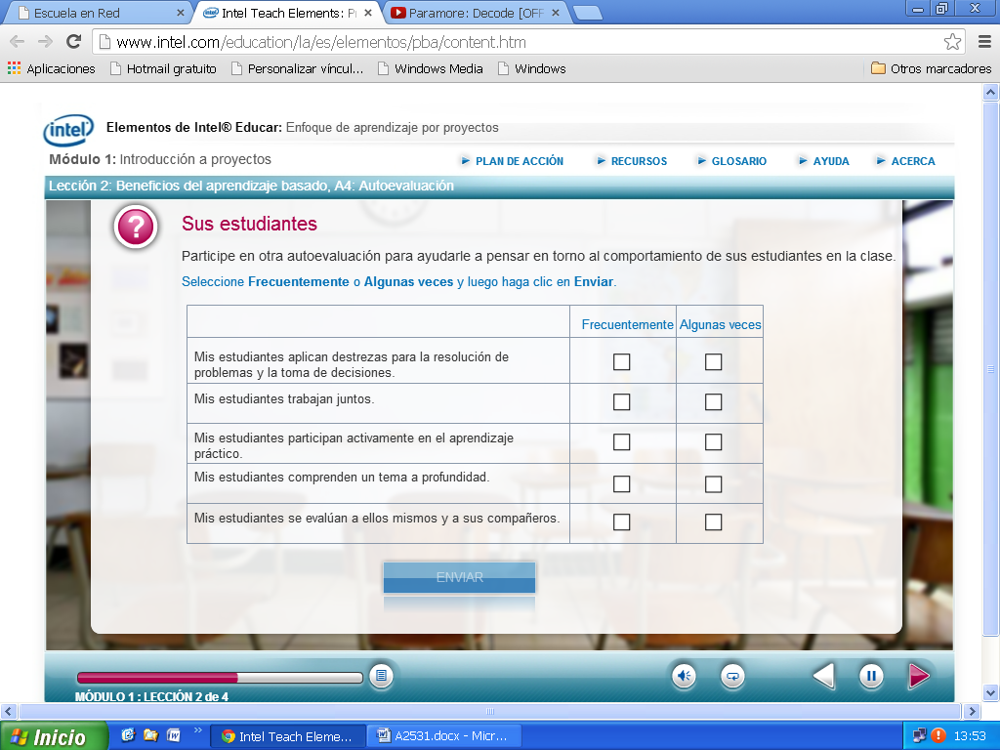 Escuela en Red
Intel Teach Elements: Pr
Paramore: Decode [OFF
www.intel.com/education/la/es/elementos/pba/content.htm
Aplicaciones
Hotmail gratuito
Personalizar víncul...
Windows Media
Windows
Otros marcadores
intel
Elementos de Intel® Educar: Enfoque de aprendizaje por proyectos
Módulo 1: Introducción a proyectos
PLAN DE ACCIÓN
RECURSOS
GLOSARIO
AYUDA
ACERCA
Lección 2: Beneficios del aprendizaje basado, A4: Autoevaluación
?
Sus estudiantes
Participe en otra autoevaluación para ayudarle a pensar en torno al comportamiento de sus estudiantes en la clase.
Seleccione Frecuentemente o Algunas veces y luego haga clic en Enviar.
Frecuentemente
Algunas veces
Mis estudiantes aplican destrezas para la resolución de
problemas y la toma de decisiones.
Mis estudiantes trabajan juntos.
Mis estudiantes participan activamente en el aprendizaje
práctico.
Mis estudiantes comprenden un tema a profundidad.
Mis estudiantes se evalúan a ellos mismos y a sus compañeros.
ENVIAR
MÓDULO 1 : LECCIÓN 2 de 4
Inicio
Intel Teach Eleme...
A2531.docx - Micr...
13:53